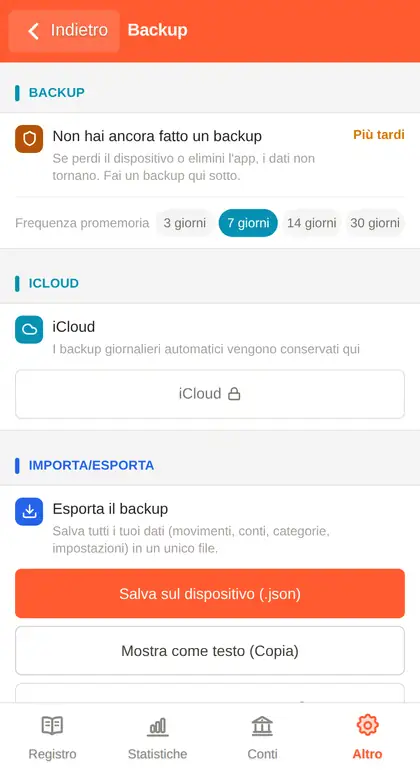 Indietro Backup
BACKUP
Non hai ancora fatto un backup
Più tardi
Se perdi il dispositivo o elimini l'app, i dati non
tornano. Fai un backup qui sotto.
Frequenza promemoria 3 giorni 7 giorni 14 giorni 30 giorni
ICLOUD
iCloud
I backup giornalieri automatici vengono conservati qui
iCloud
IMPORTA/ESPORTA
Esporta il backup
Salva tutti i tuoi dati (movimenti, conti, categorie,
impostazioni) in un unico file.
Salva sul dispositivo (.json)
Mostra come testo (Copia)
Registro Statistiche Conti Altro